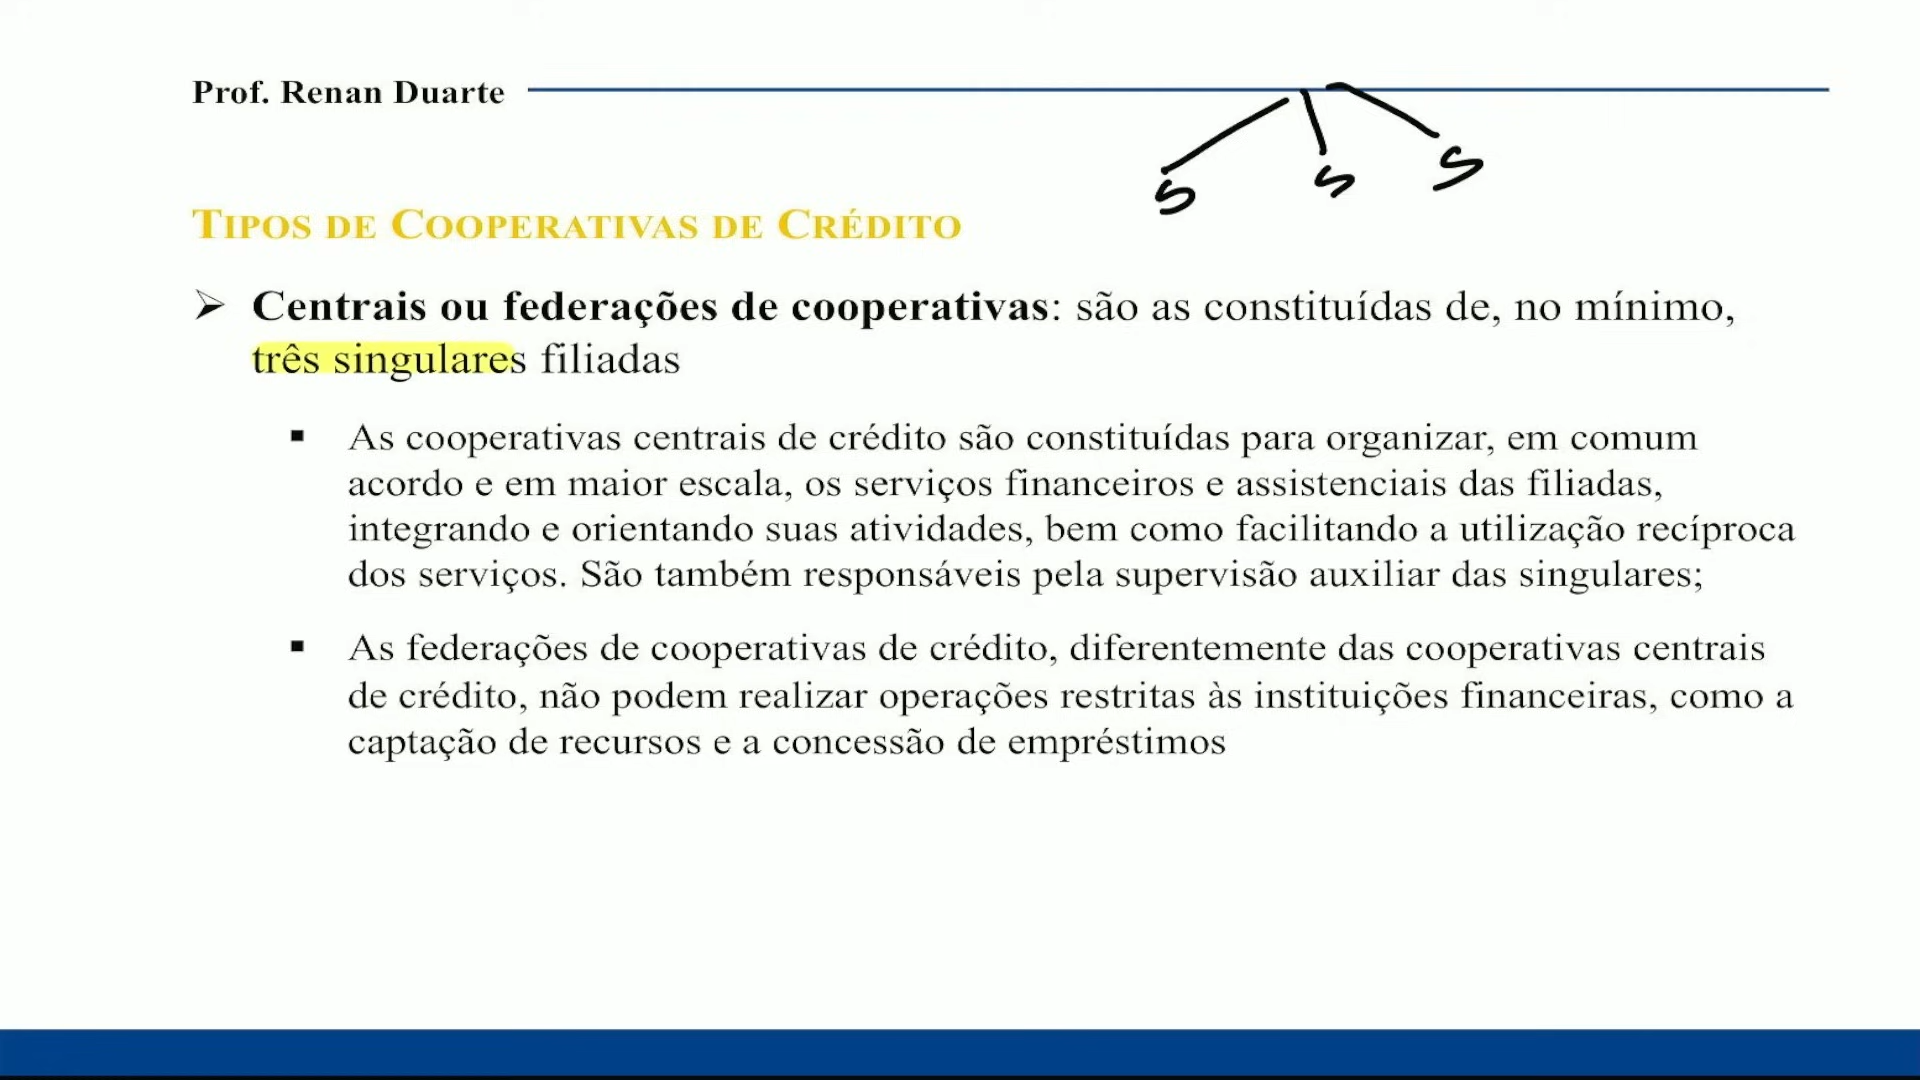 Prof. Renan Duarte
S S S
TIPOS DE COOPERATIVAS DE CRÉDITO
➢ Centrais ou federações de cooperativas: são as constituídas de, no mínimo,
três singulares filiadas
▪ As cooperativas centrais de crédito são constituídas para organizar, em comum
acordo e em maior escala, os serviços financeiros e assistenciais das filiadas,
integrando e orientando suas atividades, bem como facilitando a utilização recíproca
dos serviços. São também responsáveis pela supervisão auxiliar das singulares;
▪ As federações de cooperativas de crédito, diferentemente das cooperativas centrais
de crédito, não podem realizar operações restritas às instituições financeiras, como a
captação de recursos e a concessão de empréstimos